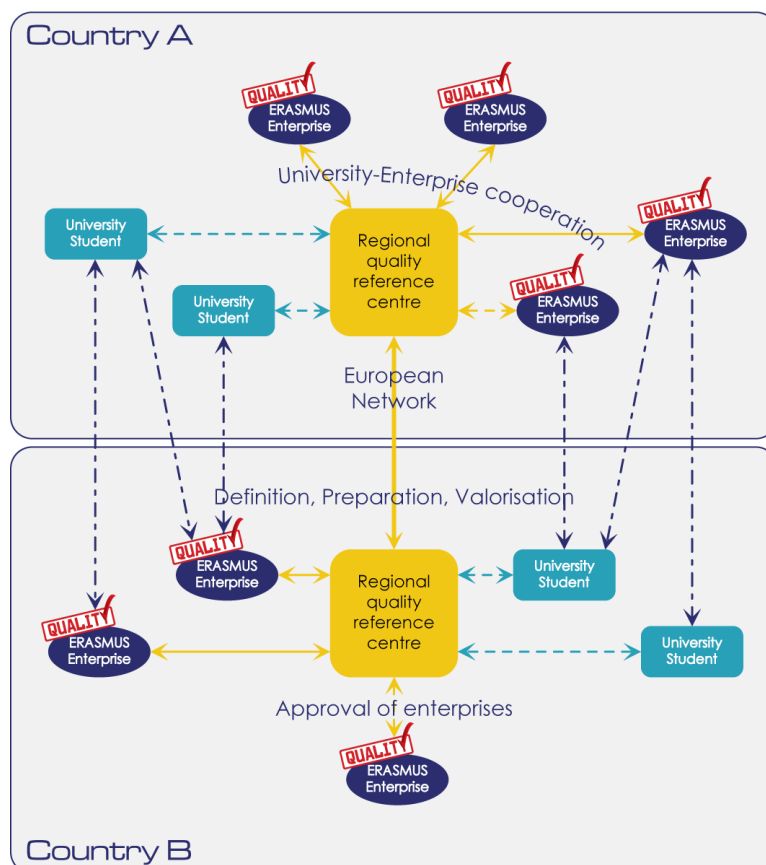 Country A
QUALITY
ERASMUS
Enterprise
QUALITY
ERASMUS
Enterprise
University-Enterprise cooperation
QUALITY
ERASMUS
Enterprise
University
Student
Regional
quality
reference
centre
QUALITY
ERASMUS
Enterprise
University
Student
European
Network
Definition, Preparation, Valorisation
QUALITY
ERASMUS
Enterprise
Regional
quality
reference
centre
University
Student
QUALITY
ERASMUS
Enterprise
University
Student
Approval of enterprises
QUALITY
ERASMUS
Enterprise
Country B